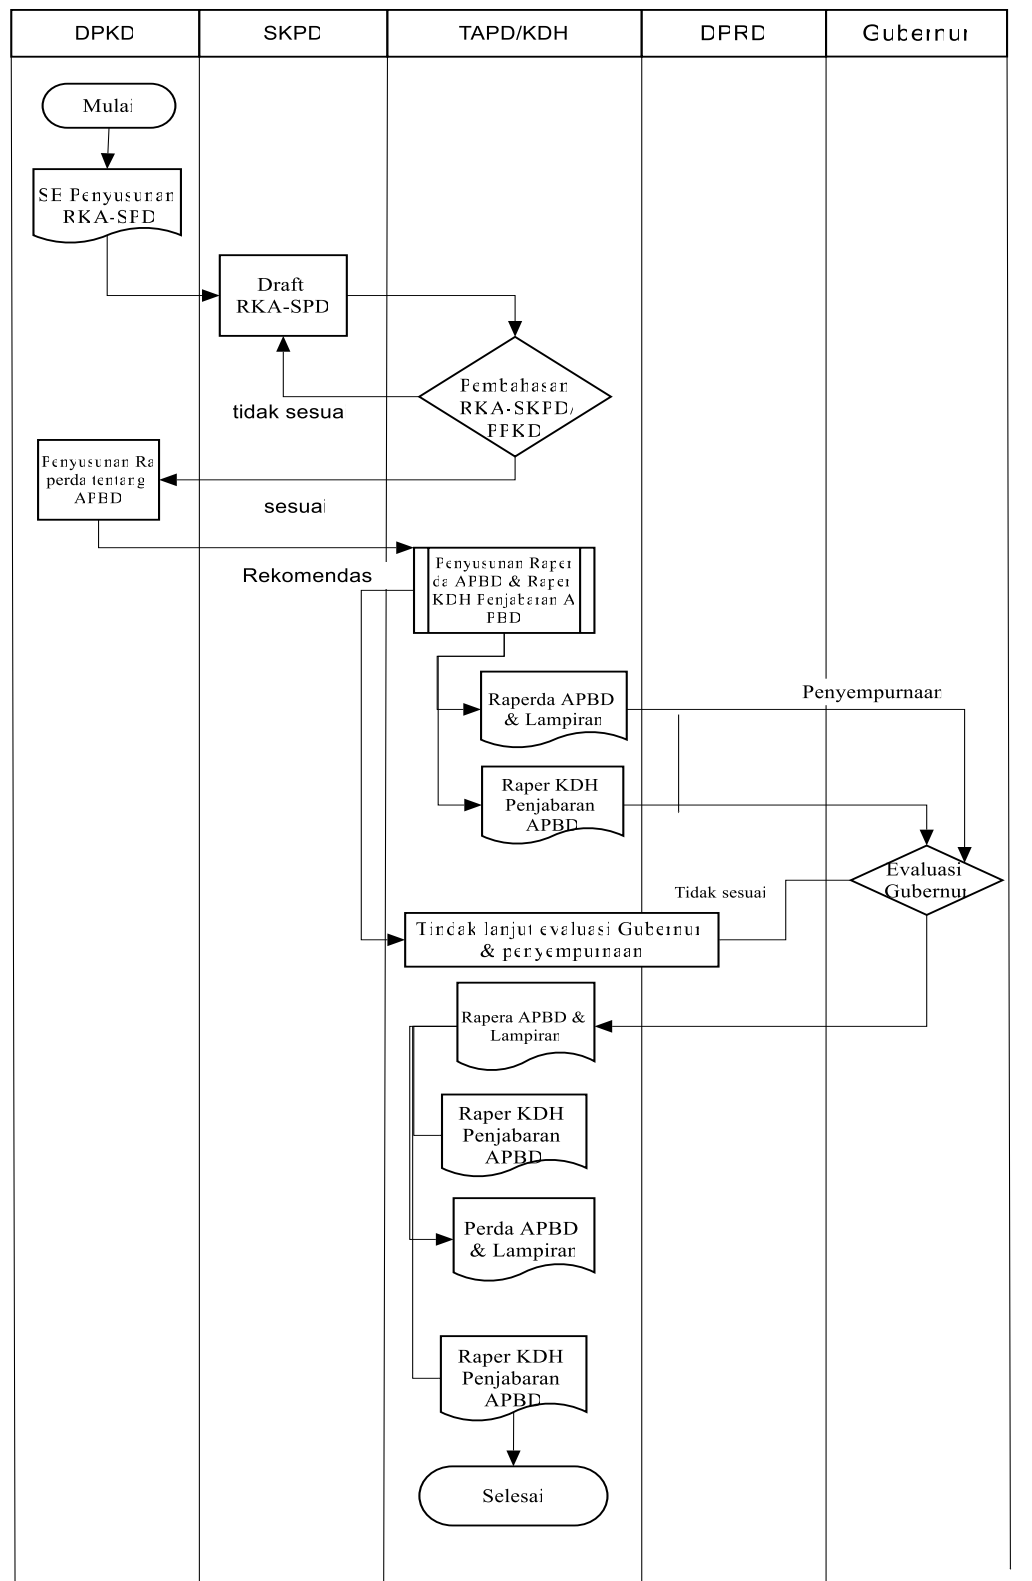 DPKD
SKPD
TAPD/KDH
DPRD
Gubernur
Mulai
SE Penyusunan
RKA-SPD
Draft
RKA-SPD
Pembahasan
RKA-SKPD/
PPKD
tidak sesua
Penyusunan Ra
perda tentang
APBD
sesuai
Rekomendas
Penyusunan Raper
da APBD & Raper
KDH Penjabaran A
PBD
Raperda APBD
& Lampiran
Penyempurnaan
Raper KDH
Penjabaran
APBD
Evaluasi
Gubernur
Tidak sesuai
Tindak lanjut evaluasi Gubernur
& penyempurnaan
Rapera APBD &
Lampiran
Raper KDH
Penjabaran
APBD
Perda APBD
& Lampiran
Raper KDH
Penjabaran
APBD
Selesai